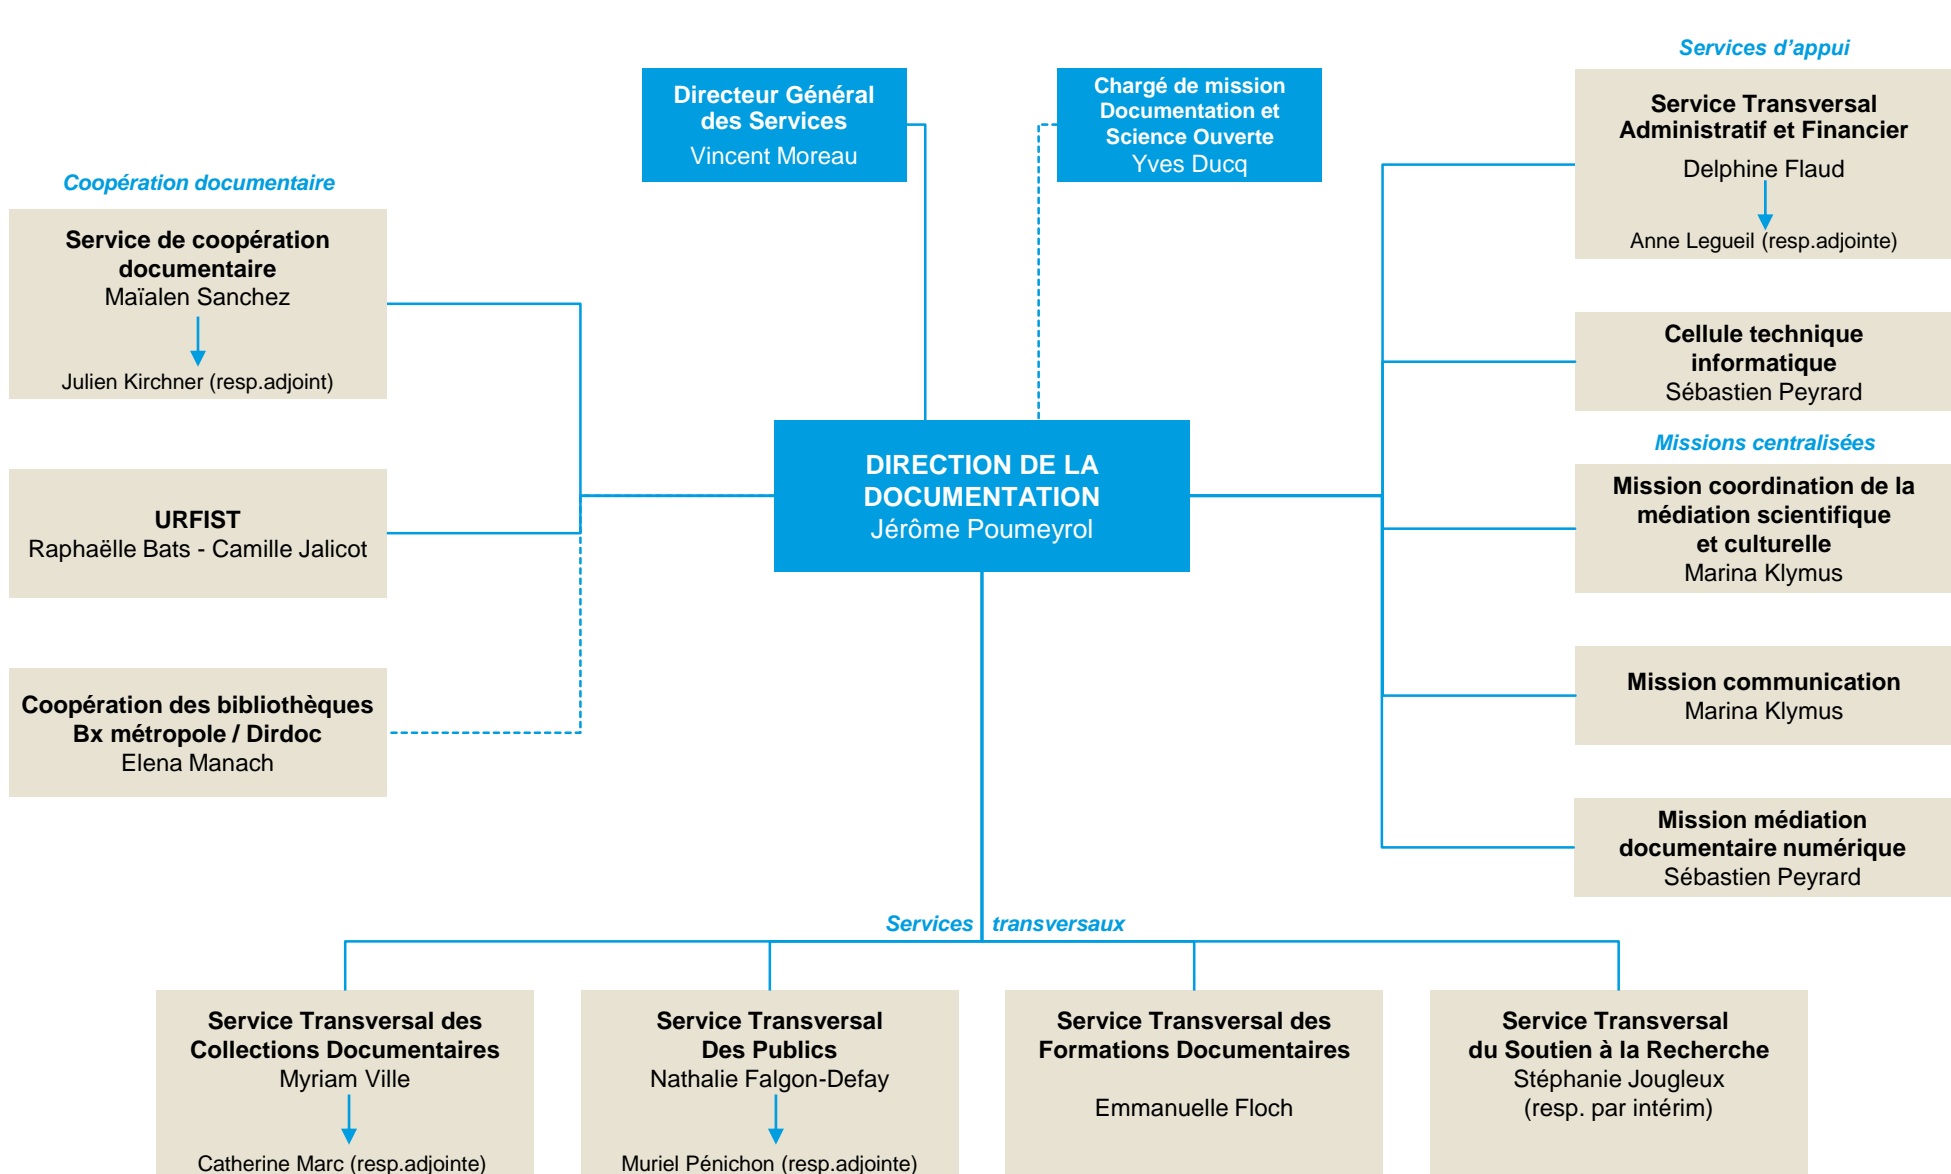 Services d’appui
Directeur Général
des Services
Vincent Moreau
Chargé de mission
Documentation et
Science Ouverte
Yves Ducq
Service Transversal
Administratif et Financier
Delphine Flaud
Anne Legueil (resp.adjointe)
Coopération documentaire
Service de coopération
documentaire
Maïalen Sanchez
Julien Kirchner (resp.adjoint)
Cellule technique
informatique
Sébastien Peyrard
Missions centralisées
DIRECTION DE LA
DOCUMENTATION
Jérôme Poumeyrol
URFIST
Raphaëlle Bats - Camille Jalicot
Mission coordination de la
médiation scientifique
et culturelle
Marina Klymus
Coopération des bibliothèques
Bx métropole / Dirdoc
Elena Manach
Mission communication
Marina Klymus
Mission médiation
documentaire numérique
Sébastien Peyrard
Services transversaux
Service Transversal des
Collections Documentaires
Myriam Ville
Catherine Marc (resp.adjointe)
Service Transversal
Des Publics
Nathalie Falgon-Defay
Muriel Pénichon (resp.adjointe)
Service Transversal des
Formations Documentaires
Emmanuelle Floch
Service Transversal
du Soutien à la Recherche
Stéphanie Jougleux
(resp. par intérim)